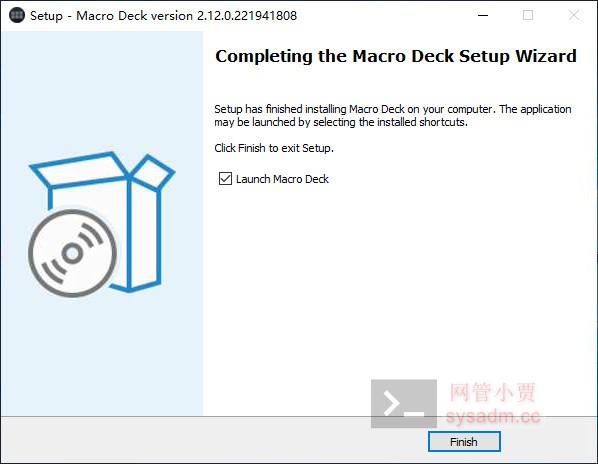 Setup - Macro Deck version 2.12.0.221941808
Completing the Macro Deck Setup Wizard
Setup has finished installing Macro Deck on your computer. The application
may be launched by selecting the installed shortcuts.
Click Finish to exit Setup.
Launch Macro Deck
网管小贾
sysadm.cc
Finish